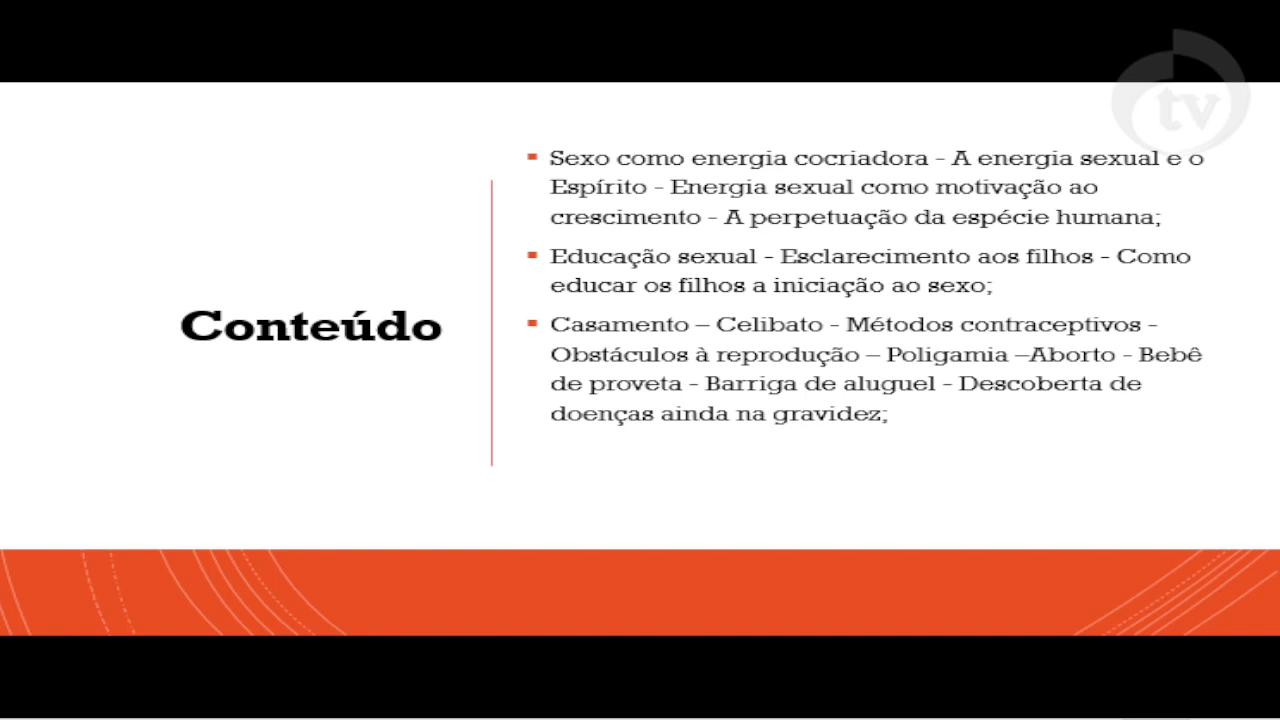 tv
Sexo como energia cocriadora - A energia sexual e o
Espírito - Energia sexual como motivação ao
crescimento - A perpetuação da espécie humana;
Educação sexual - Esclarecimento aos filhos - Como
educar os filhos a iniciação ao sexo;
Conteúdo
Casamento – Celibato - Métodos contraceptivos -
Obstáculos à reprodução – Poligamia –Aborto - Bebê
de proveta - Barriga de aluguel - Descoberta de
doenças ainda na gravidez;